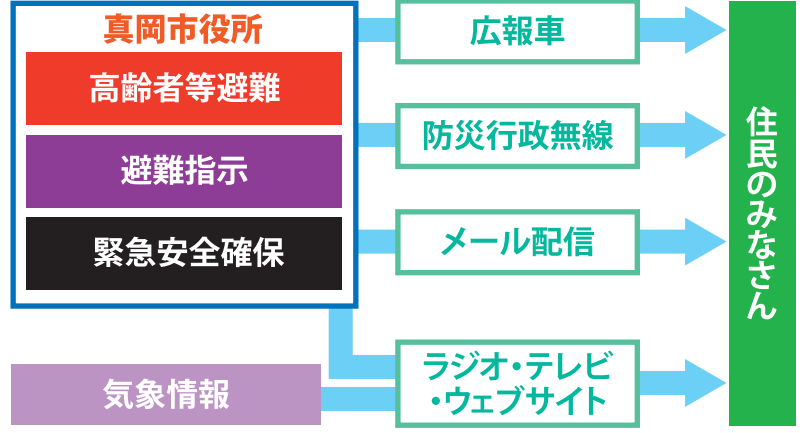 真岡市役所
高齢者等避難
避難指示
緊急安全確保
気象情報
広報車
防災行政無線
メール配信
ラジオ・テレビ
・ウェブサイト
住民のみなさん